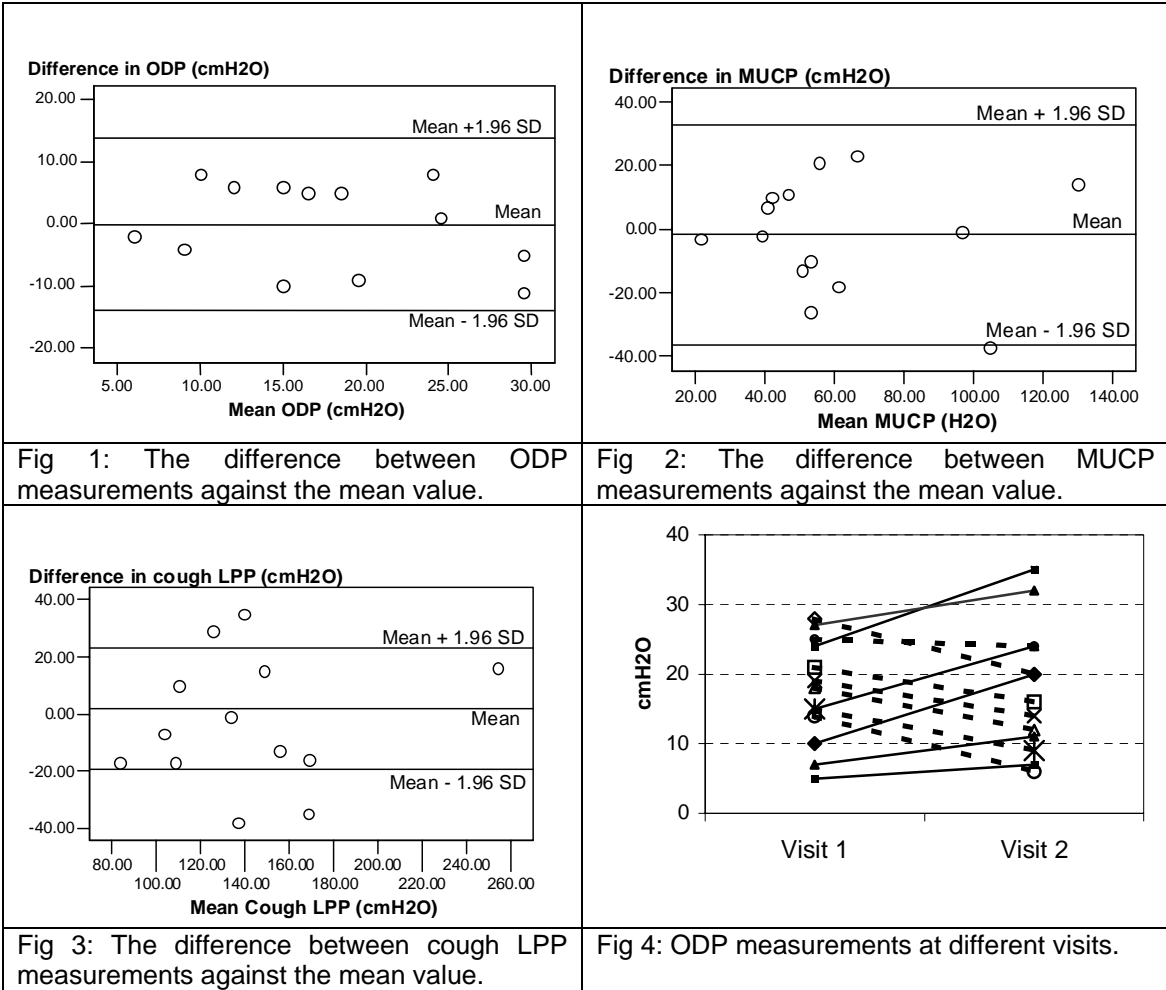 Difference in ODP (cmH2O)
20.00
10.00
0.00
-10.00
-20.00
Mean +1.96 SD
Mean
Mean - 1.96 SD
5.00 10.00 15.00 20.00 25.00 30.00
Mean ODP (cmH2O)
Fig 1: The difference between ODP
measurements against the mean value.
Difference in MUCP (cmH2O)
40.00
20.00
0.00
-20.00
-40.00
Mean + 1.96 SD
Mean
Mean - 1.96 SD
20.00 40.00 60.00 80.00 100.00 120.00 140.00
Mean MUCP (H2O)
Fig 2: The difference between MUCP
measurements against the mean value.
Difference in cough LPP (cmH2O)
40.00
20.00
0.00
-20.00
-40.00
Mean + 1.96 SD
Mean
Mean - 1.96 SD
80.00 120.00 160.00 200.00 240.00
100.00 140.00 180.00 220.00 260.00
Mean Cough LPP (cmH2O)
Fig 3: The difference between cough LPP
measurements against the mean value.
cmH2O
40
30
20
10
0
Visit 1 Visit 2
Fig 4: ODP measurements at different visits.